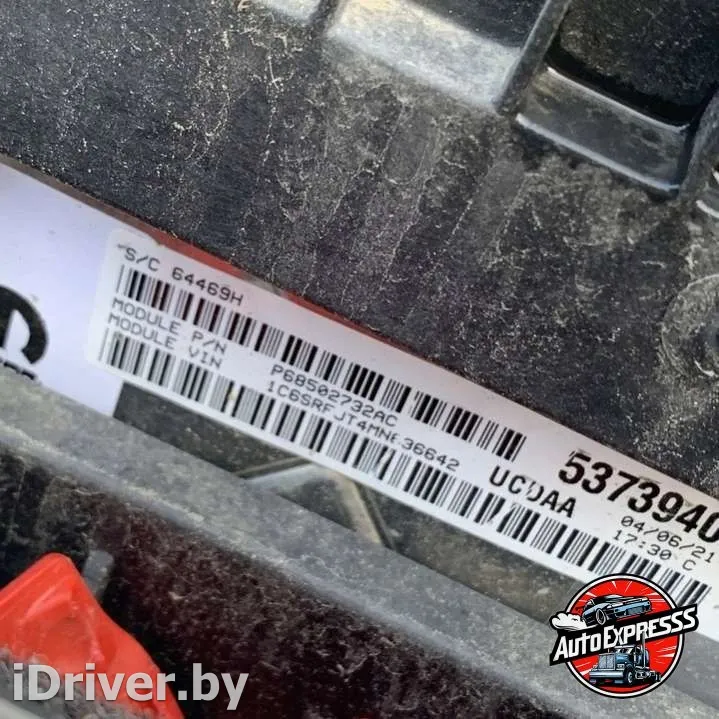 S/C 64469H
MODULE P/N P68502732AC
MODULE VIN 1C6SRFJT4MN636642
UCDAA
5373940
04/06/21
17:30 C
AUTOEXPRESSS
iDriver.by